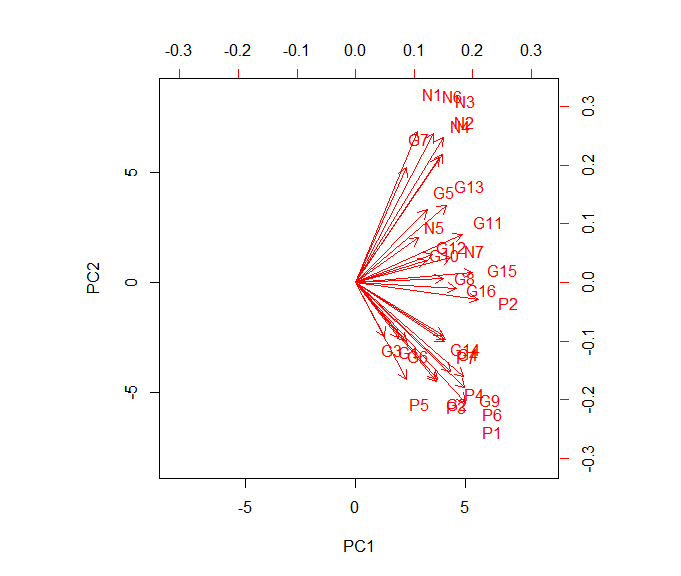 -0.3 -0.2 -0.1 0.0 0.1 0.2 0.3
N1 N6 N3
0.3
N2
N4
G7
5
0.2
G13
G5
G11
0.1
N5
G12 N7
G10
G15
G8
0
0.0
G16
P2
PC2
G14
G3
-0.1
G6
P4
G9
-5
P5
-0.2
P6
P1
-0.3
-5 0 5
PC1